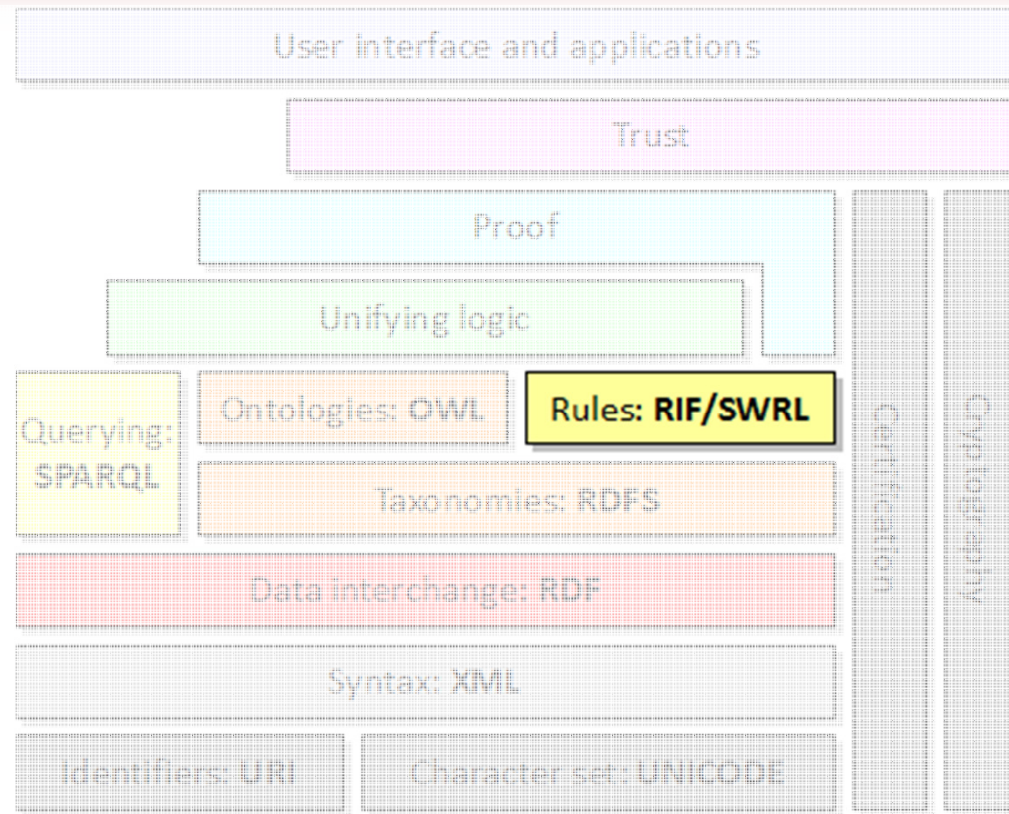 User interface and applications
Trust
Proof
Unifying logic
Ontologies: OWL
Rules: RIF/SWRL
Querying:
SPARQL
Taxonomies: RDFS
Data interchange: RDF
Syntax: XML
Identifiers: URI
Character set: UNICODE
Cryptography